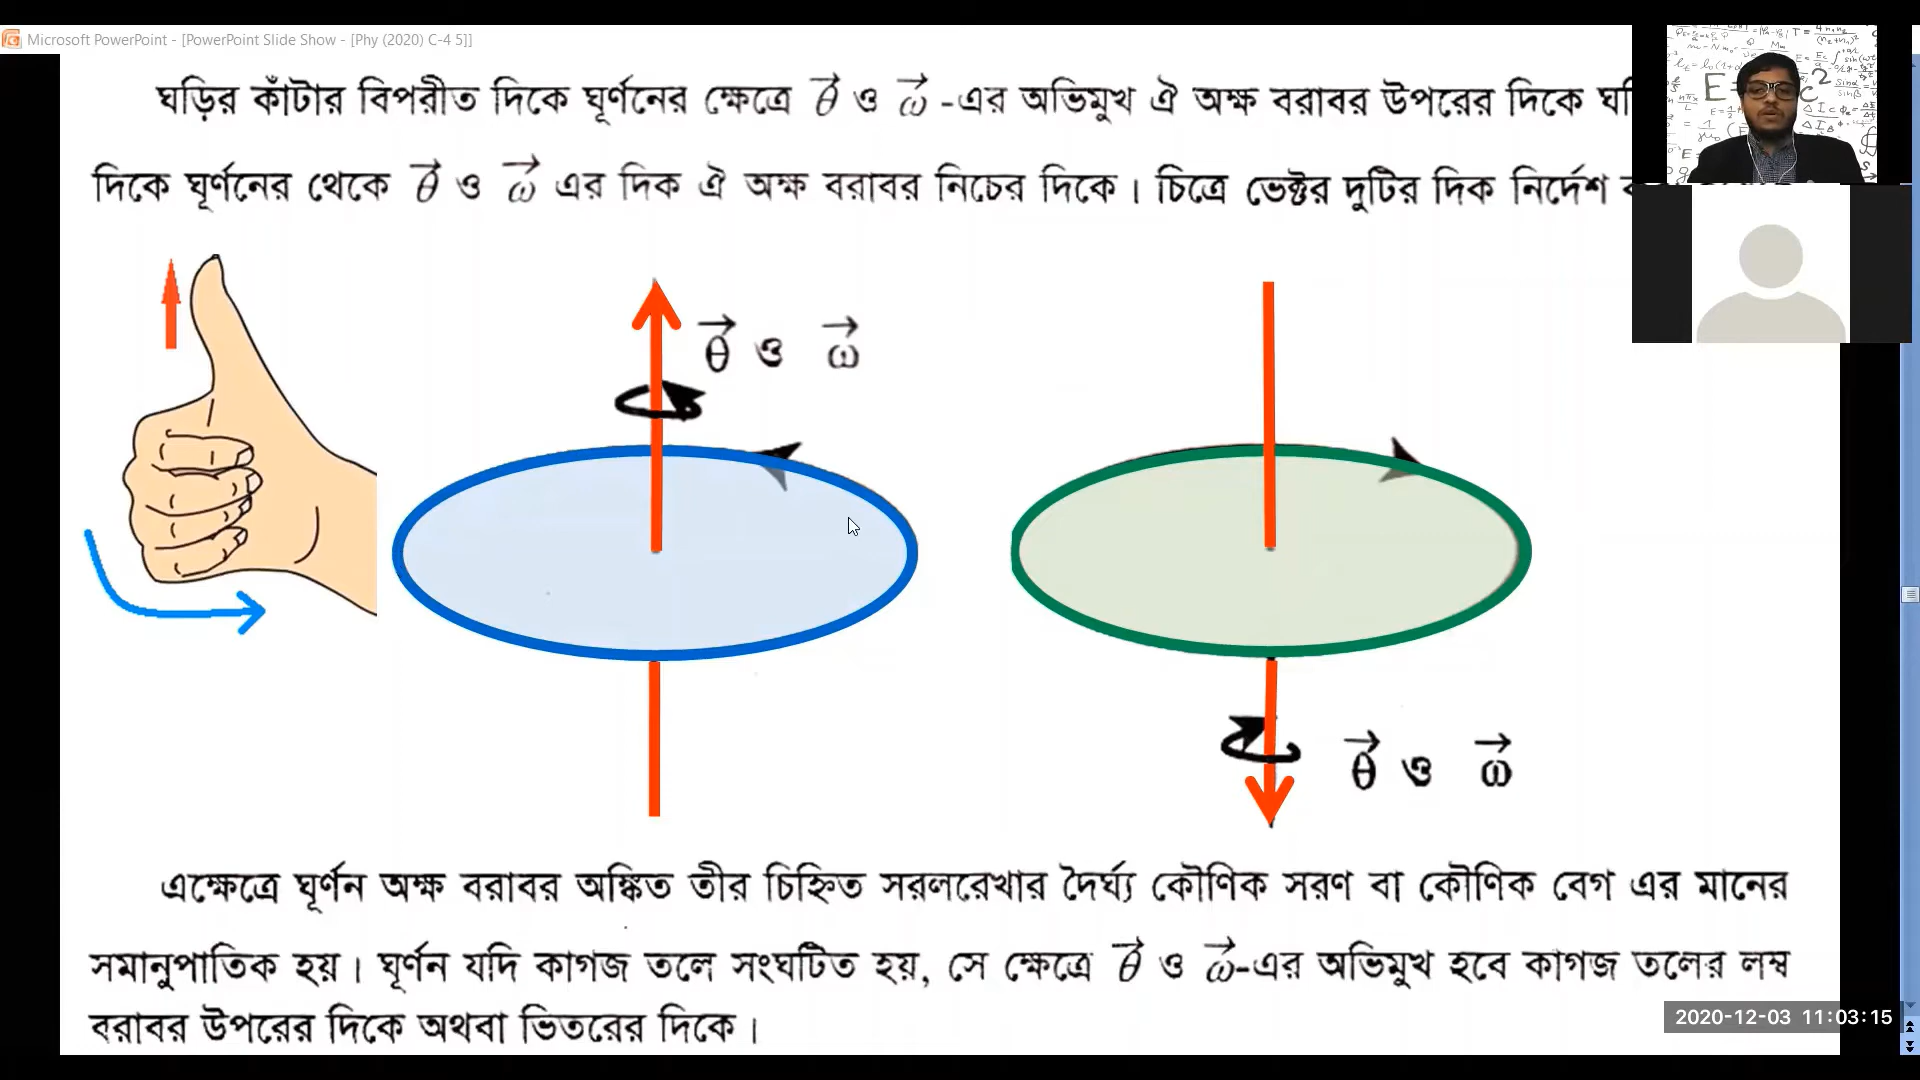 Microsoft PowerPoint - [PowerPoint Slide Show - [Phy (2020) C-4 5]]
ঘড়ির কাঁটার বিপরীত দিকে ঘূর্ণনের ক্ষেত্রে θ⃗ ও ω⃗ -এর অভিমুখ ঐ অক্ষ বরাবর উপরের দিকে
দিকে ঘূর্ণনের থেকে θ⃗ ও ω⃗ এর দিক ঐ অক্ষ বরাবর নিচের দিকে। চিত্রে ভেক্টর দুটির দিক নির্দেশ
θ⃗ ও ω⃗
θ⃗ ও ω⃗
এক্ষেত্রে ঘূর্ণন অক্ষ বরাবর অঙ্কিত তীর চিহ্নিত সরলরেখার দৈর্ঘ্য কৌণিক সরণ বা কৌণিক বেগ এর মানের
সমানুপাতিক হয়। ঘূর্ণন যদি কাগজ তলে সংঘটিত হয়, সে ক্ষেত্রে θ⃗ ও ω⃗-এর অভিমুখ হবে কাগজ তলের লম্ব
বরাবর উপরের দিকে অথবা ভিতরের দিকে।
2020-12-03 11:03:15